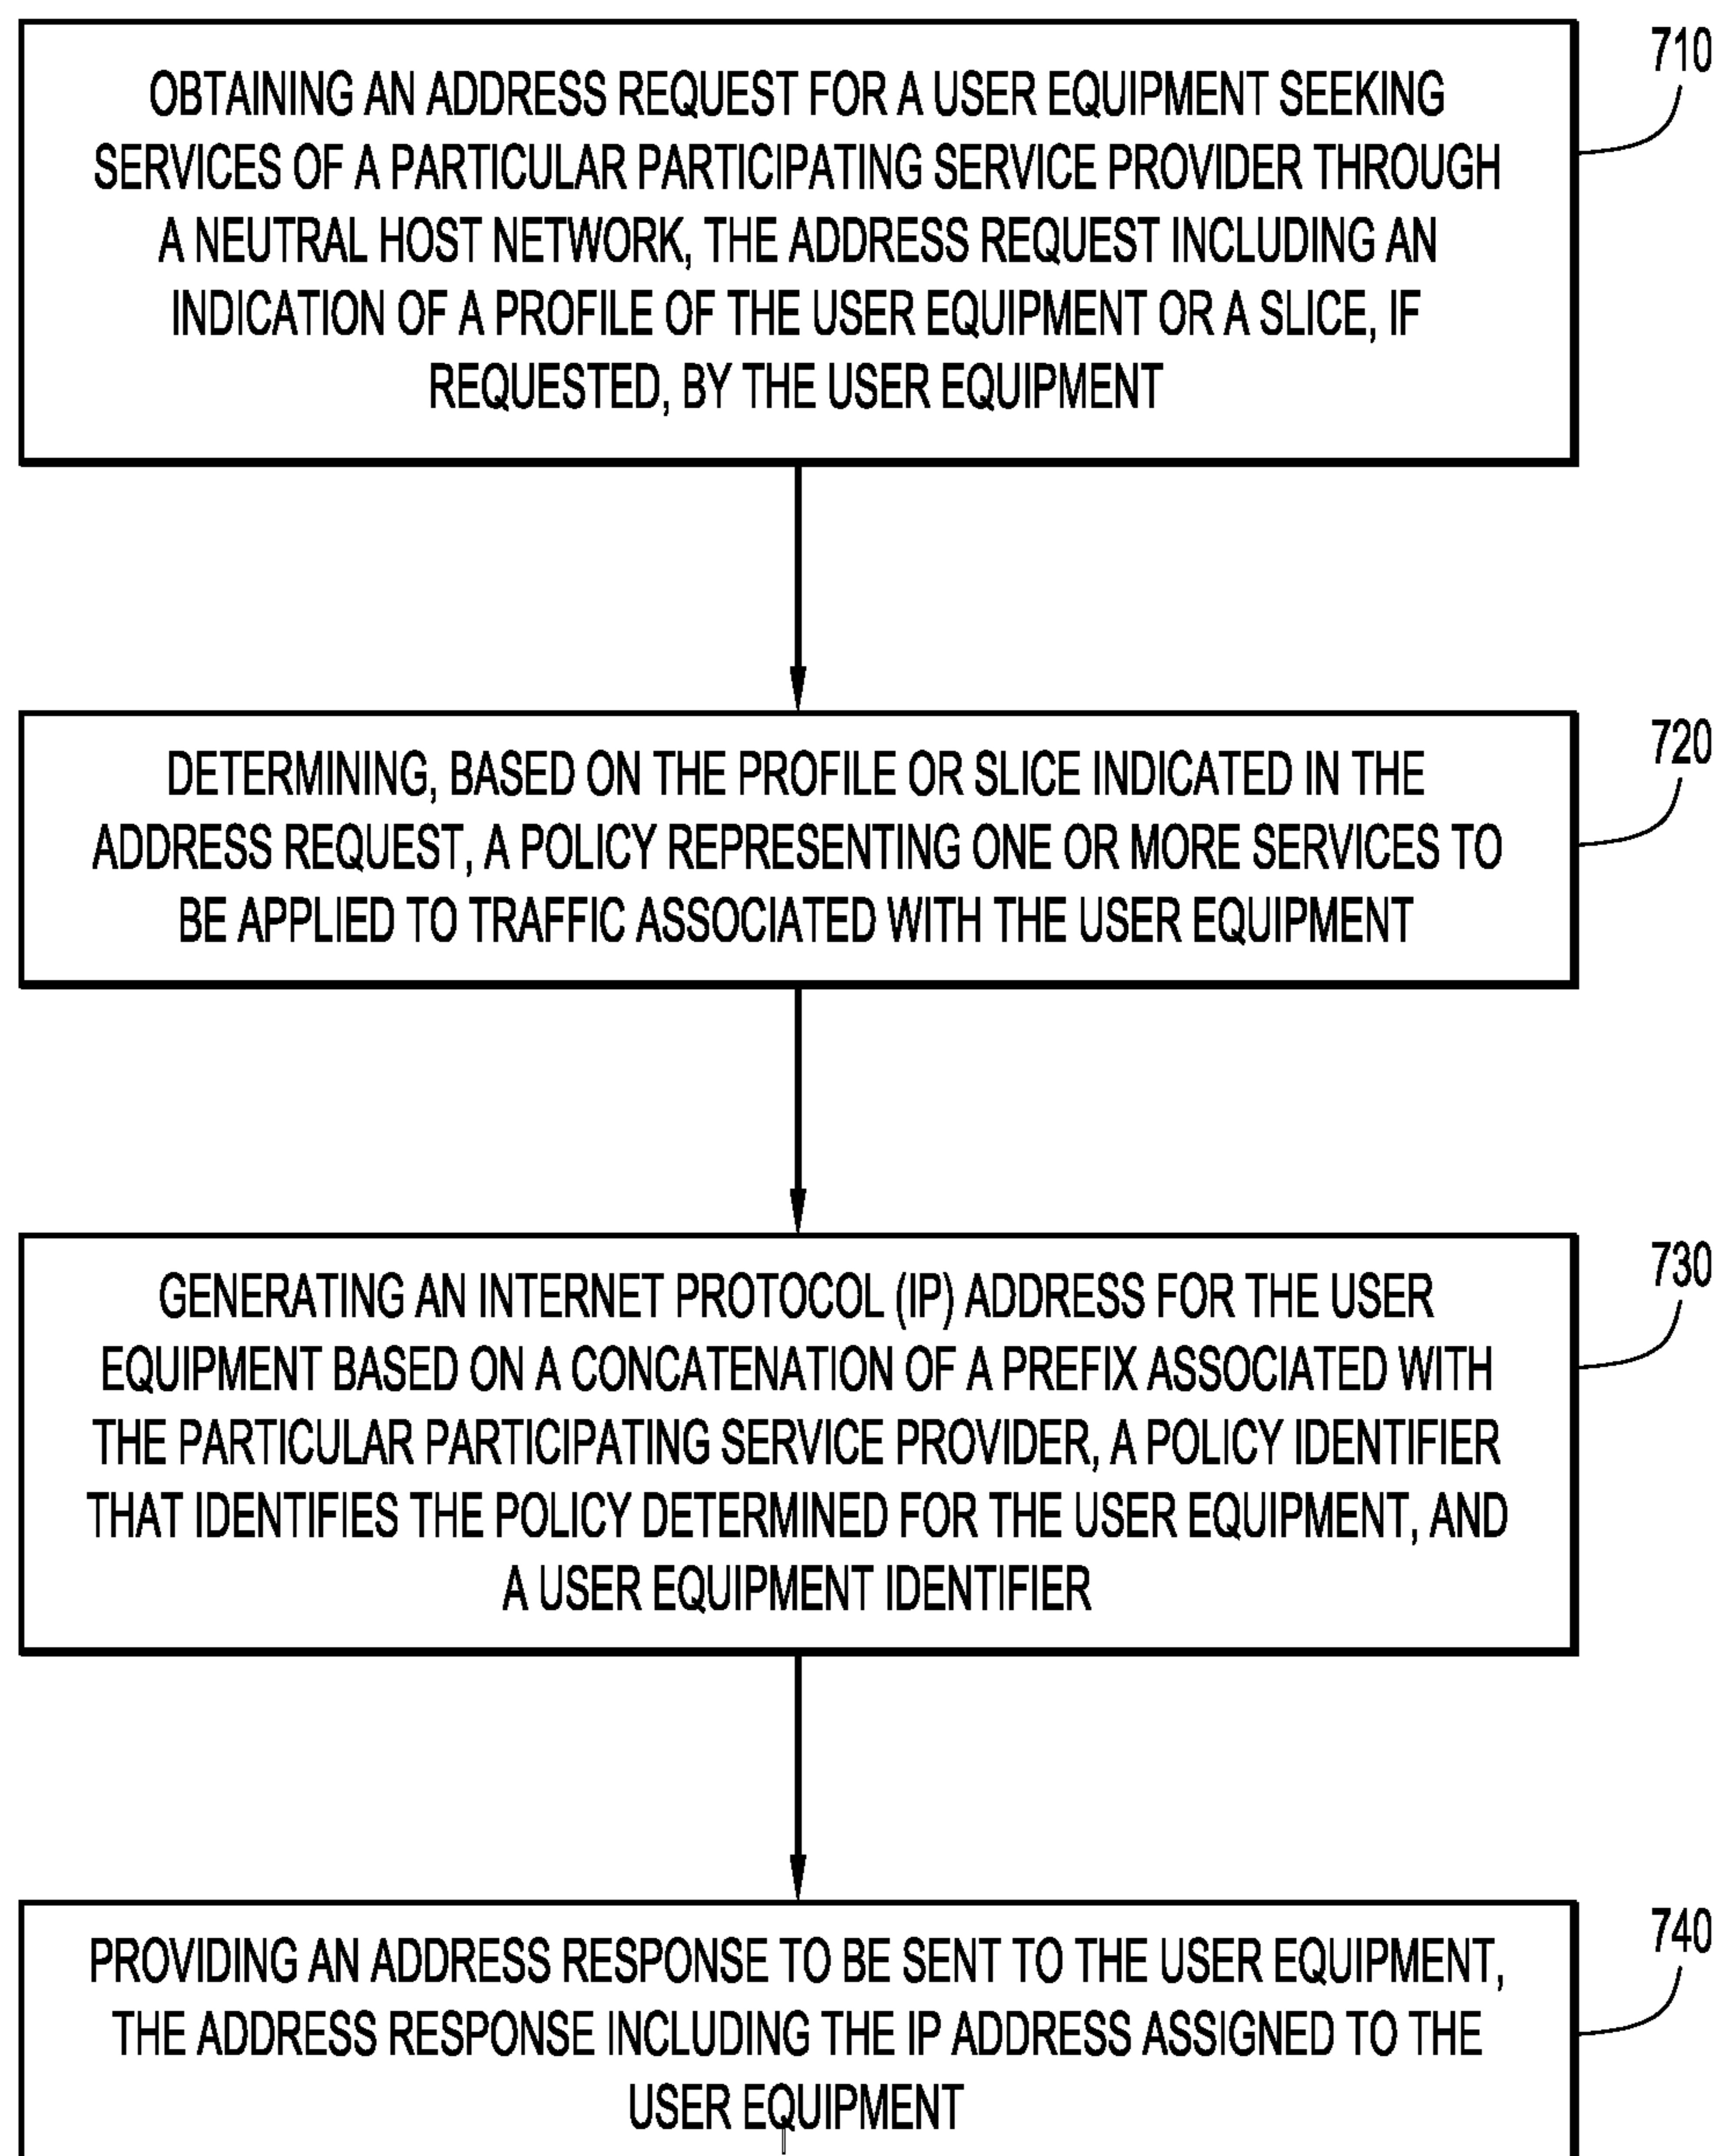 710
OBTAINING AN ADDRESS REQUEST FOR A USER EQUIPMENT SEEKING
SERVICES OF A PARTICULAR PARTICIPATING SERVICE PROVIDER THROUGH
A NEUTRAL HOST NETWORK, THE ADDRESS REQUEST INCLUDING AN
INDICATION OF A PROFILE OF THE USER EQUIPMENT OR A SLICE, IF
REQUESTED, BY THE USER EQUIPMENT
720
DETERMINING, BASED ON THE PROFILE OR SLICE INDICATED IN THE
ADDRESS REQUEST, A POLICY REPRESENTING ONE OR MORE SERVICES TO
BE APPLIED TO TRAFFIC ASSOCIATED WITH THE USER EQUIPMENT
730
GENERATING AN INTERNET PROTOCOL (IP) ADDRESS FOR THE USER
EQUIPMENT BASED ON A CONCATENATION OF A PREFIX ASSOCIATED WITH
THE PARTICULAR PARTICIPATING SERVICE PROVIDER, A POLICY IDENTIFIER
THAT IDENTIFIES THE POLICY DETERMINED FOR THE USER EQUIPMENT, AND
A USER EQUIPMENT IDENTIFIER
740
PROVIDING AN ADDRESS RESPONSE TO BE SENT TO THE USER EQUIPMENT,
THE ADDRESS RESPONSE INCLUDING THE IP ADDRESS ASSIGNED TO THE
USER EQUIPMENT